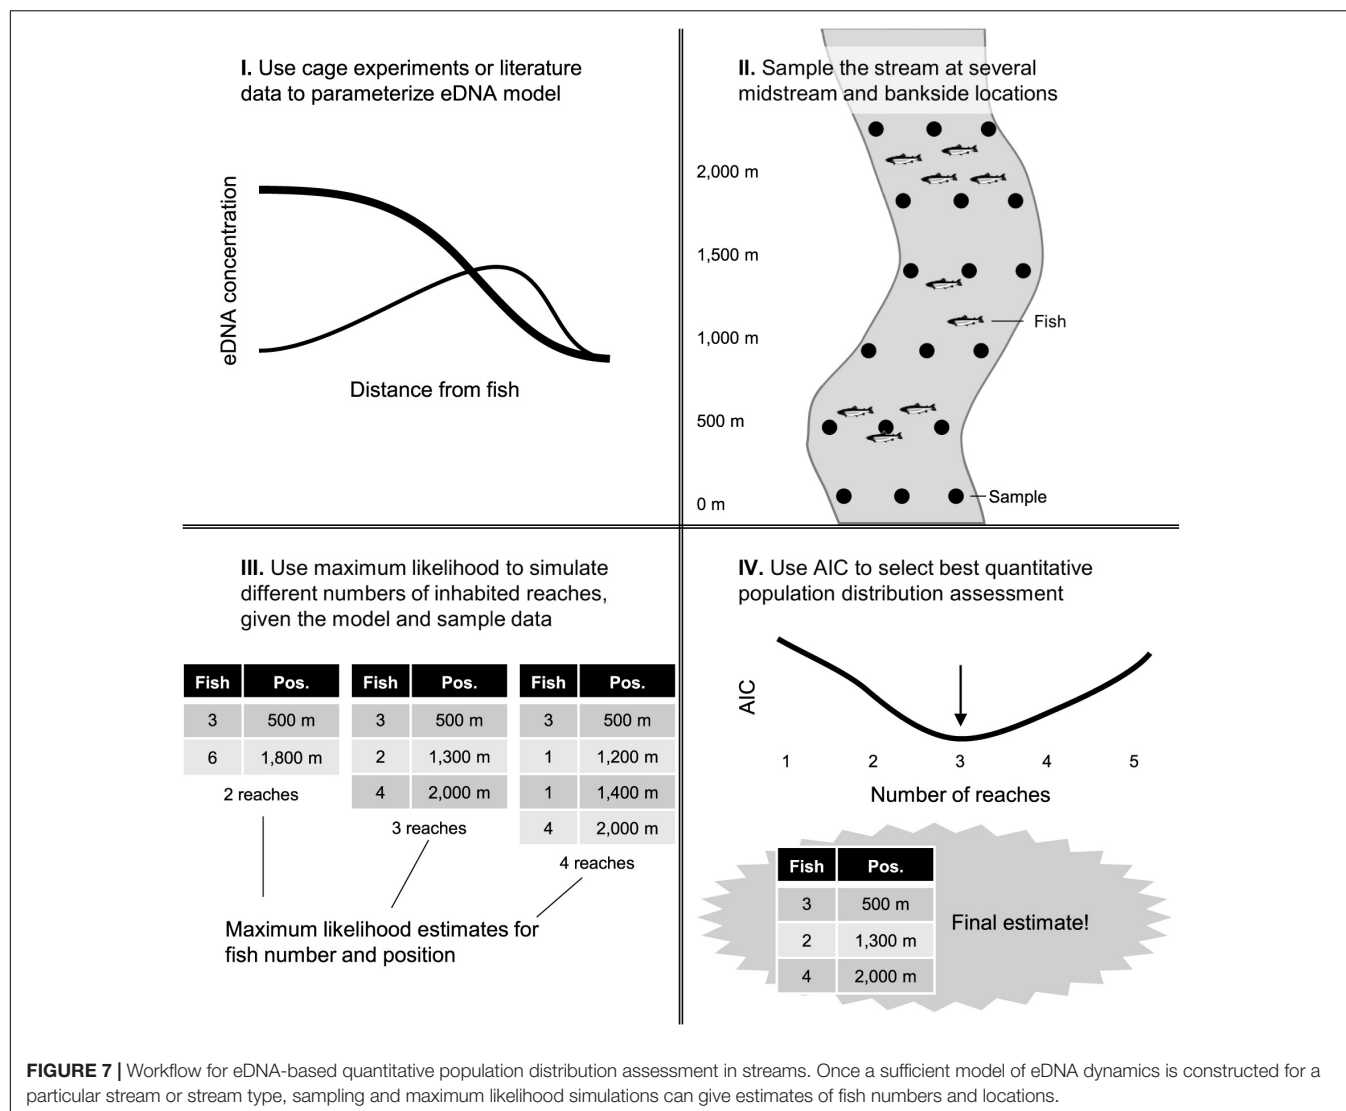 I. Use cage experiments or literature
data to parameterize eDNA model
eDNA concentration
Distance from fish
II. Sample the stream at several
midstream and bankside locations
2,000 m
1,500 m
1,000 m
500 m
0 m
Fish
Sample
III. Use maximum likelihood to simulate
different numbers of inhabited reaches,
given the model and sample data
Fish Pos.
3 500 m
6 1,800 m
2 reaches
Fish Pos.
3 500 m
2 1,300 m
4 2,000 m
3 reaches
Fish Pos.
3 500 m
1 1,200 m
1 1,400 m
4 2,000 m
4 reaches
Maximum likelihood estimates for
fish number and position
IV. Use AIC to select best quantitative
population distribution assessment
AIC
1 2 3 4 5
Number of reaches
Fish Pos.
3 500 m
2 1,300 m
4 2,000 m
Final estimate!
FIGURE 7 | Workflow for eDNA-based quantitative population distribution assessment in streams. Once a sufficient model of eDNA dynamics is constructed for a
particular stream or stream type, sampling and maximum likelihood simulations can give estimates of fish numbers and locations.